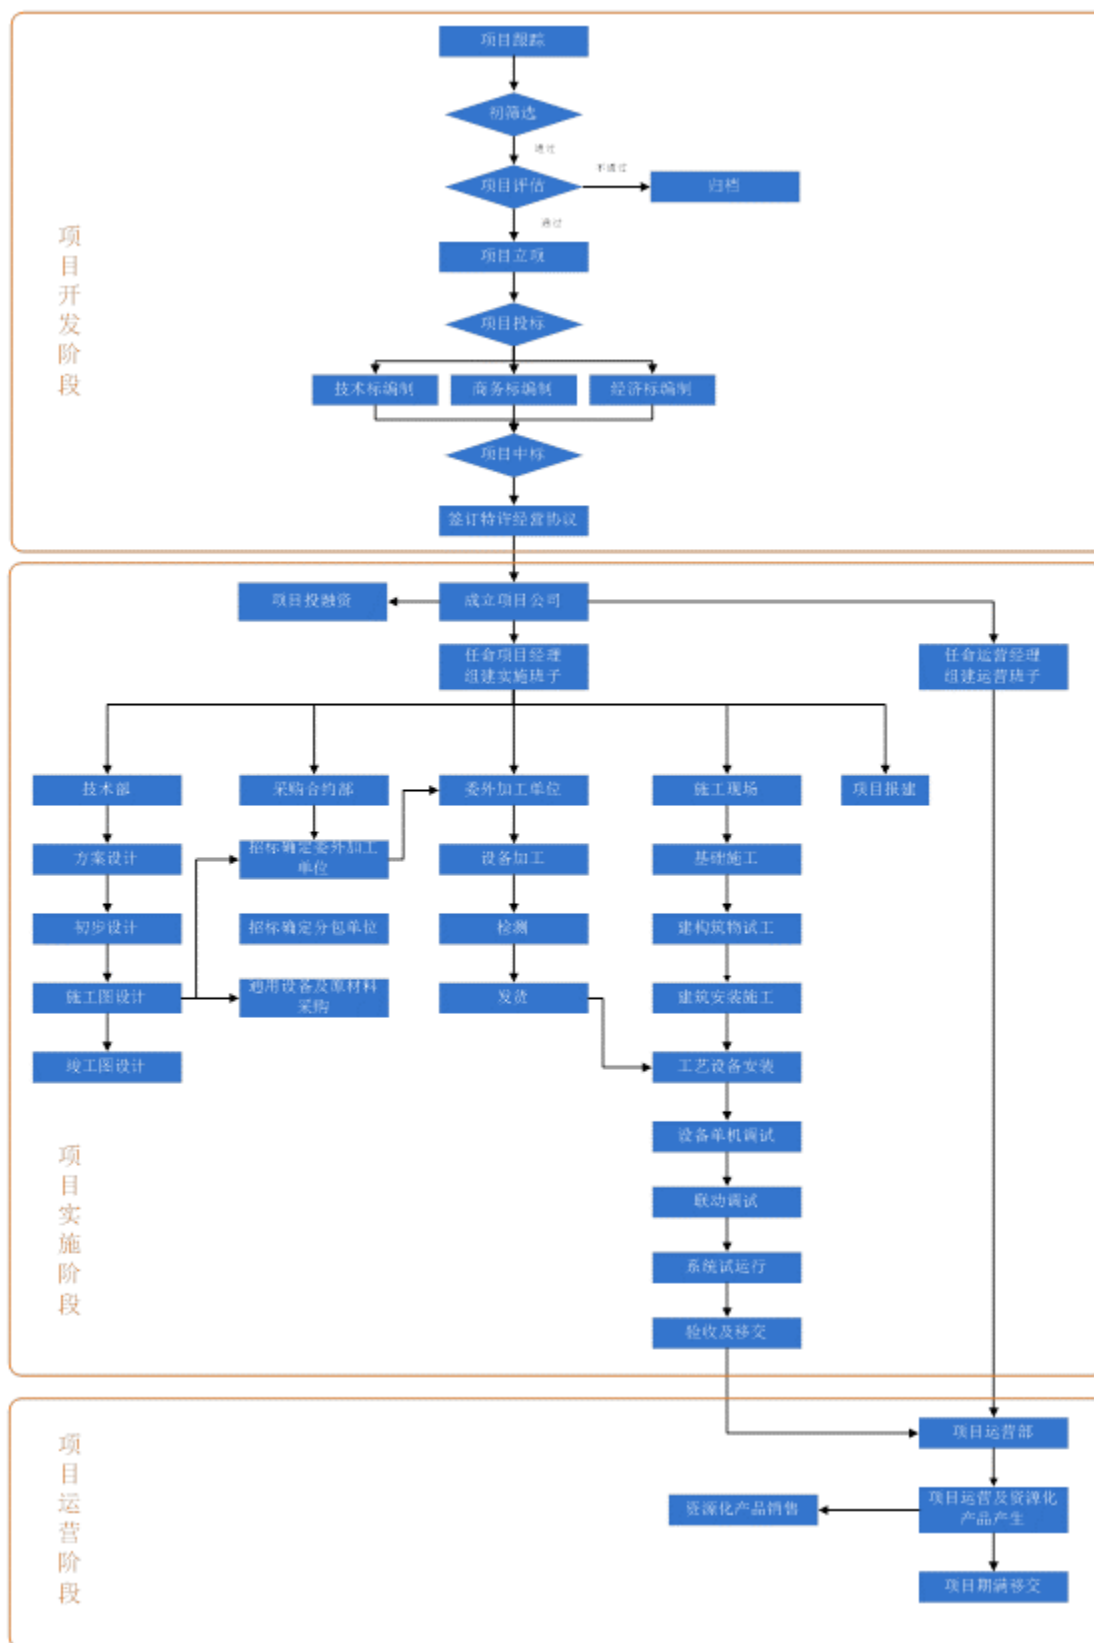 项目开发阶段
项目跟踪
初筛选
通过
项目评估
不通过
归档
通过
项目立项
项目投标
技术标编制
商务标编制
经济标编制
项目中标
签订特许经营协议
项目实施阶段
项目投融资
成立项目公司
任命项目经理
组建实施班子
任命运营经理
组建运营班子
技术部
采购合约部
委外加工单位
施工现场
项目报建
方案设计
招标确定委外加工
单位
设备加工
基础施工
初步设计
招标确定分包单位
检测
建构筑物试工
施工图设计
通用设备及原材料
采购
发货
建筑安装施工
竣工图设计
工艺设备安装
设备单机调试
联动调试
系统试运行
验收及移交
项目运营阶段
项目运营部
资源化产品销售
项目运营及资源化
产品产生
项目期满移交